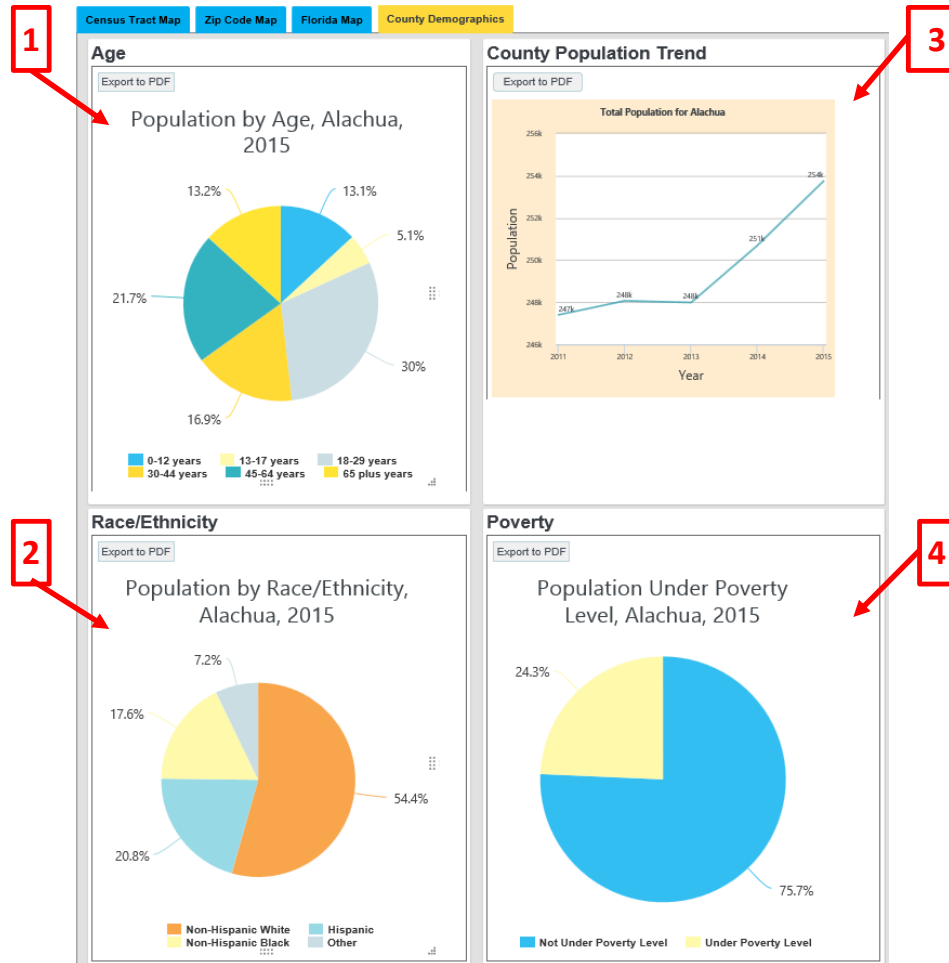 Census Tract Map
Zip Code Map
Florida Map
County Demographics
1
Age
Export to PDF
Population by Age, Alachua,
2015
13.2%
13.1%
5.1%
21.7%
30%
16.9%
0-12 years
13-17 years
18-29 years
30-44 years
45-64 years
65 plus years
3
County Population Trend
Export to PDF
Total Population for Alachua
256k
254k
252k
250k
248k
246k
Population
247k
248k
248k
251k
254k
2011
2012
2013
2014
2015
Year
2
Race/Ethnicity
Export to PDF
Population by Race/Ethnicity,
Alachua, 2015
7.2%
17.6%
54.4%
20.8%
Non-Hispanic White
Hispanic
Non-Hispanic Black
Other
4
Poverty
Export to PDF
Population Under Poverty
Level, Alachua, 2015
24.3%
75.7%
Not Under Poverty Level
Under Poverty Level